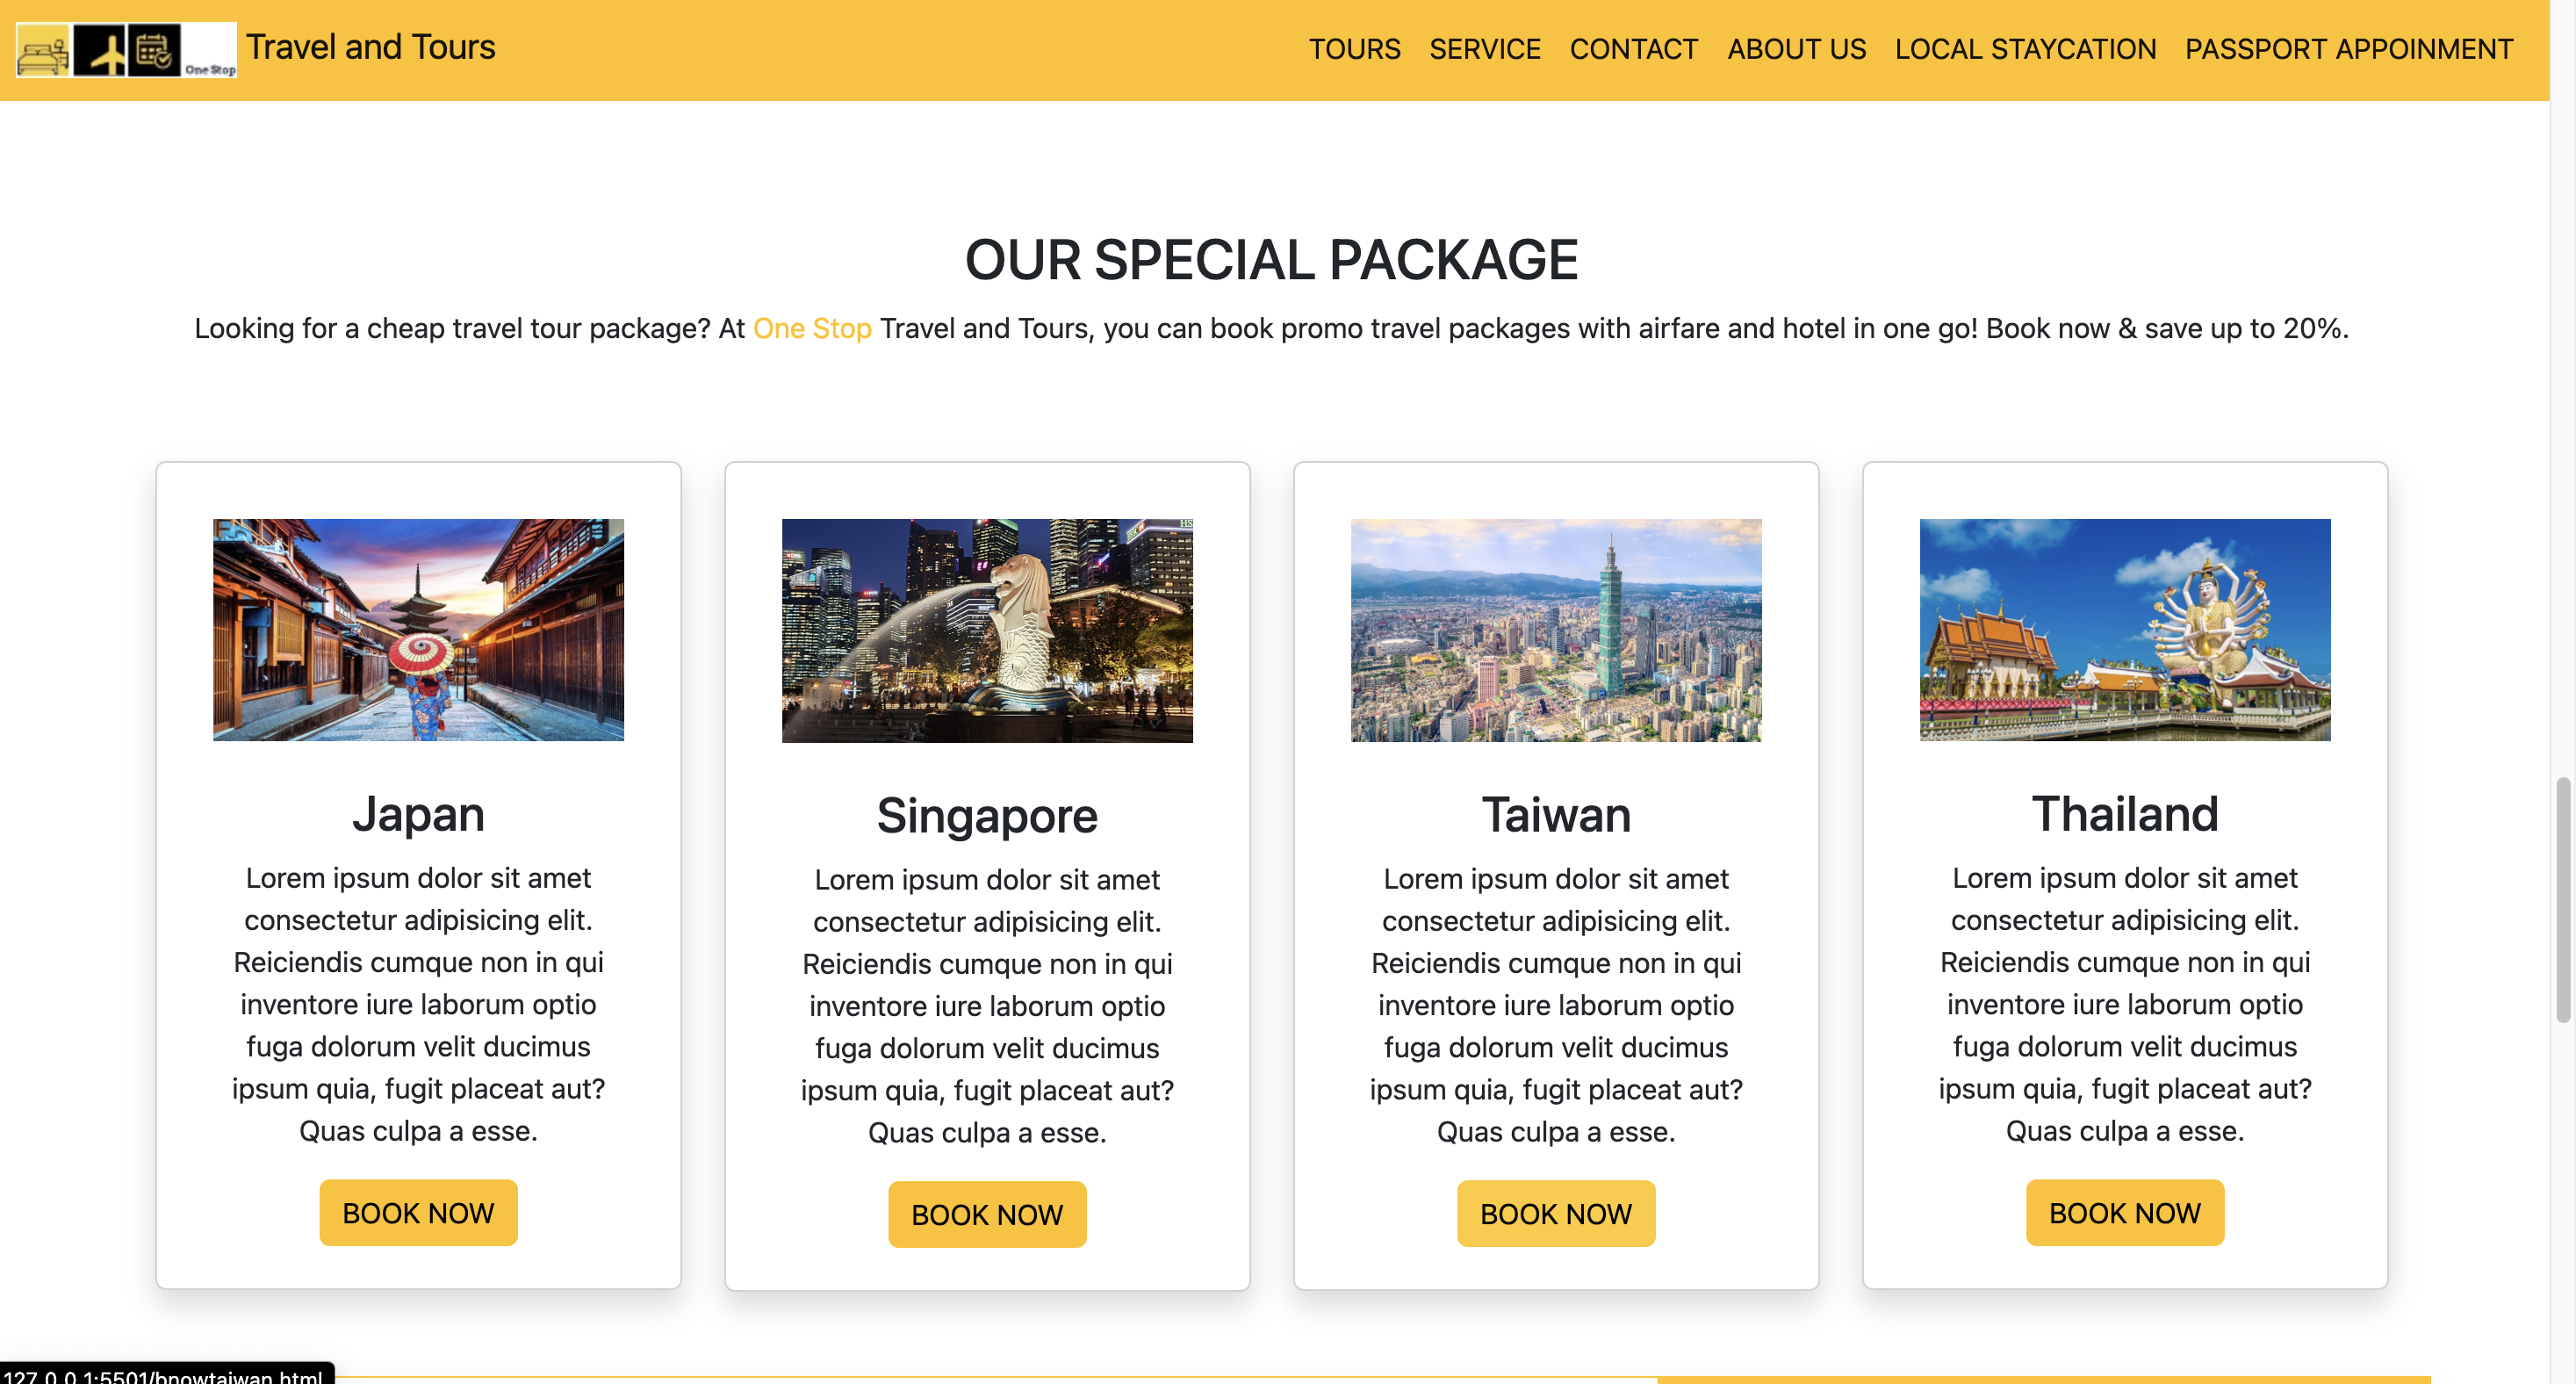 One Stop
Travel and Tours
TOURS SERVICE CONTACT ABOUT US LOCAL STAYCATION PASSPORT APPOINMENT
OUR SPECIAL PACKAGE
Looking for a cheap travel tour package? At One Stop Travel and Tours, you can book promo travel packages with airfare and hotel in one go! Book now & save up to 20%.
Japan
Lorem ipsum dolor sit amet
consectetur adipisicing elit.
Reiciendis cumque non in qui
inventore iure laborum optio
fuga dolorum velit ducimus
ipsum quia, fugit placeat aut?
Quas culpa a esse.
BOOK NOW
Singapore
Lorem ipsum dolor sit amet
consectetur adipisicing elit.
Reiciendis cumque non in qui
inventore iure laborum optio
fuga dolorum velit ducimus
ipsum quia, fugit placeat aut?
Quas culpa a esse.
BOOK NOW
Taiwan
Lorem ipsum dolor sit amet
consectetur adipisicing elit.
Reiciendis cumque non in qui
inventore iure laborum optio
fuga dolorum velit ducimus
ipsum quia, fugit placeat aut?
Quas culpa a esse.
BOOK NOW
Thailand
Lorem ipsum dolor sit amet
consectetur adipisicing elit.
Reiciendis cumque non in qui
inventore iure laborum optio
fuga dolorum velit ducimus
ipsum quia, fugit placeat aut?
Quas culpa a esse.
BOOK NOW
127.0.0.1:5501/bnowtaiwan.html